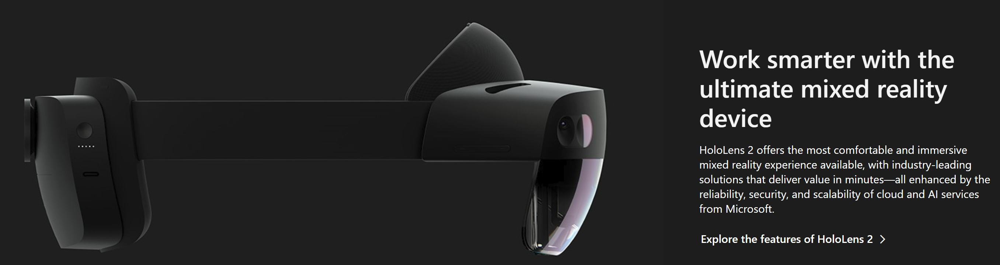 Work smarter with the
ultimate mixed reality
device
HoloLens 2 offers the most comfortable and immersive
mixed reality experience available, with industry-leading
solutions that deliver value in minutes—all enhanced by the
reliability, security, and scalability of cloud and AI services
from Microsoft.
Explore the features of HoloLens 2